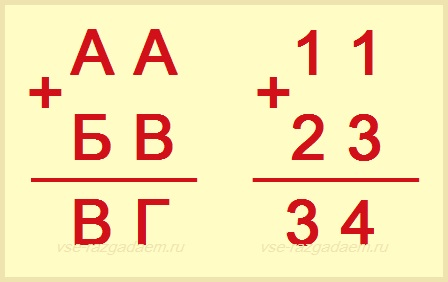 А А
+
Б В
В Г
1 1
+
2 3
3 4
vse-razgadaem.ru
vse-razgadaem.ru